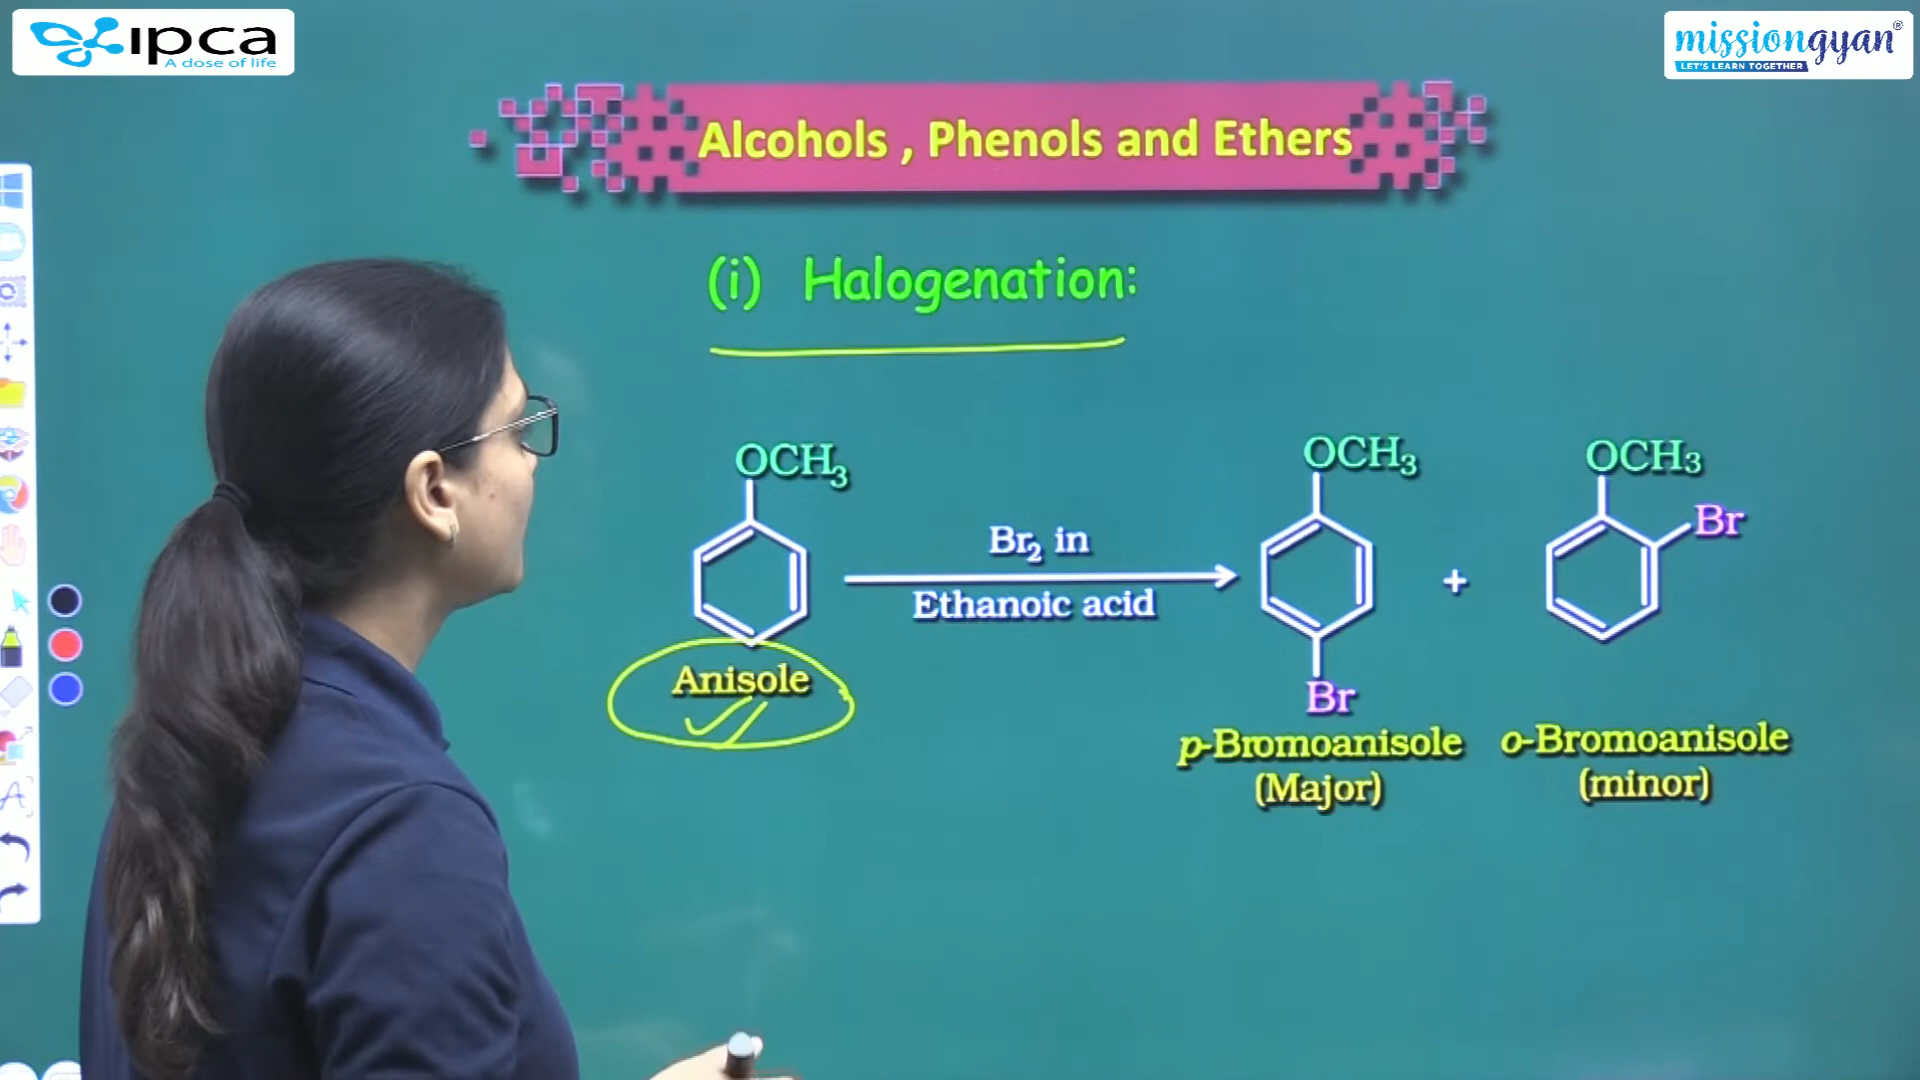 ipca
A dose of life
missiongyan®
LET'S LEARN TOGETHER
Alcohols , Phenols and Ethers
(i) Halogenation:
OCH3
OCH3
OCH3
Br
Br2 in
+
Ethanoic acid
Anisole
Br
p-Bromoanisole
o-Bromoanisole
(Major)
(minor)
A